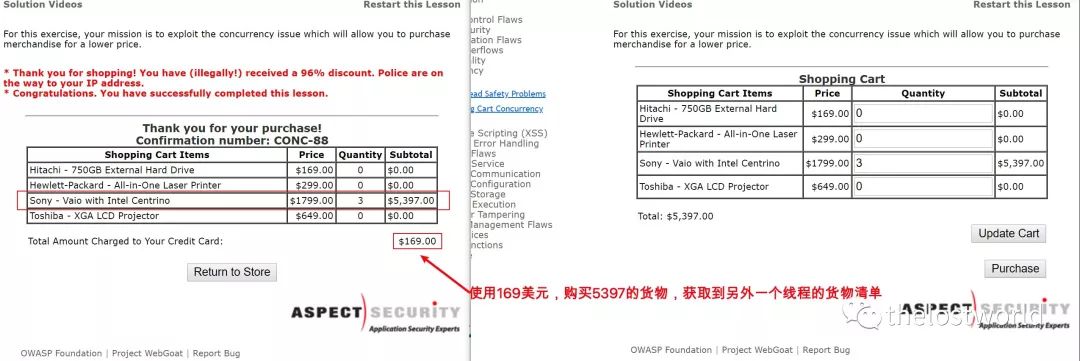 Solution Videos Restart this Lesson
For this exercise, your mission is to exploit the concurrency issue which will allow you to purchase
merchandise for a lower price.
* Thank you for shopping! You have (illegally!) received a 96% discount. Police are on
the way to your IP address.
* Congratulations. You have successfully completed this lesson.
Thank you for your purchase!
Confirmation number: CONC-88
Shopping Cart Items Price Quantity Subtotal
Hitachi - 750GB External Hard Drive $169.00 0 $0.00
Hewlett-Packard - All-in-One Laser Printer $299.00 0 $0.00
Sony - Vaio with Intel Centrino $1799.00 3 $5,397.00
Toshiba - XGA LCD Projector $649.00 0 $0.00
Total Amount Charged to Your Credit Card: $169.00
Return to Store
ASPECT SECURITY
Application Security Experts
OWASP Foundation | Project WebGoat | Report Bug
ontrol Flaws
urity
ation Flaws
erflows
lity
ncy
ead Safety Problems
g Cart Concurrency
e Scripting (XSS)
Error Handling
Flaws
Service
Communication
Configuration
Storage
Execution
r Tampering
Management Flaws
ices
nctions
Solution Videos Restart this Lesson
For this exercise, your mission is to exploit the concurrency issue which will allow you to purchase
merchandise for a lower price.
Shopping Cart
Shopping Cart Items Price Quantity Subtotal
Hitachi - 750GB External Hard
Drive $169.00 0 $0.00
Hewlett-Packard - All-in-One Laser
Printer $299.00 0 $0.00
Sony - Vaio with Intel Centrino $1799.00 3 $5,397.00
Toshiba - XGA LCD Projector $649.00 0 $0.00
Total: $5,397.00
Update Cart
Purchase
使用169美元，购买5397的货物，获取到另外一个线程的货物清单
ASPECT SECURITY
Application Security Experts
thelostworld
OWASP Foundation | Project WebGoat | Report Bug